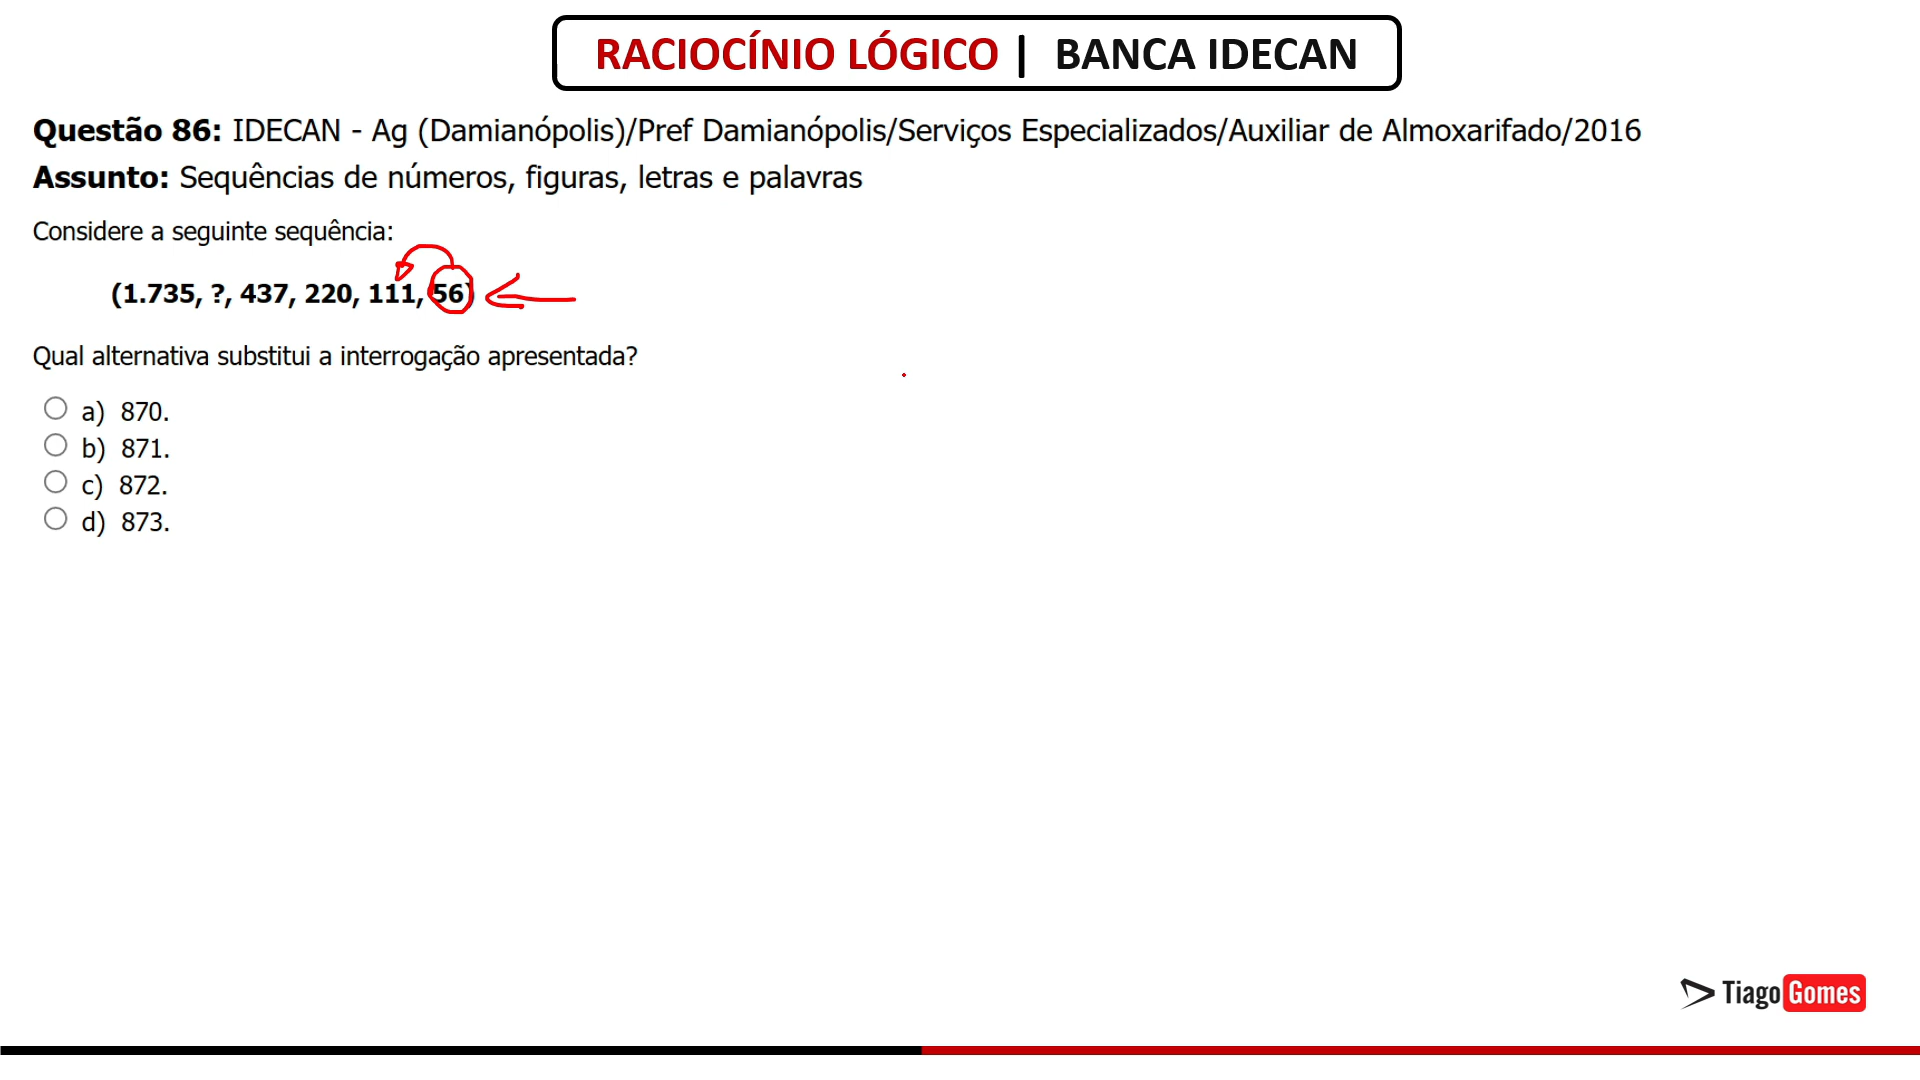 RACIOCÍNIO LÓGICO | BANCA IDECAN
Questão 86: IDECAN - Ag (Damianópolis)/Pref Damianópolis/Serviços Especializados/Auxiliar de Almoxarifado/2016
Assunto: Sequências de números, figuras, letras e palavras
Considere a seguinte sequência:
(1.735, ?, 437, 220, 111, 56)
Qual alternativa substitui a interrogação apresentada?
a) 870.
b) 871.
c) 872.
d) 873.
Tiago Gomes